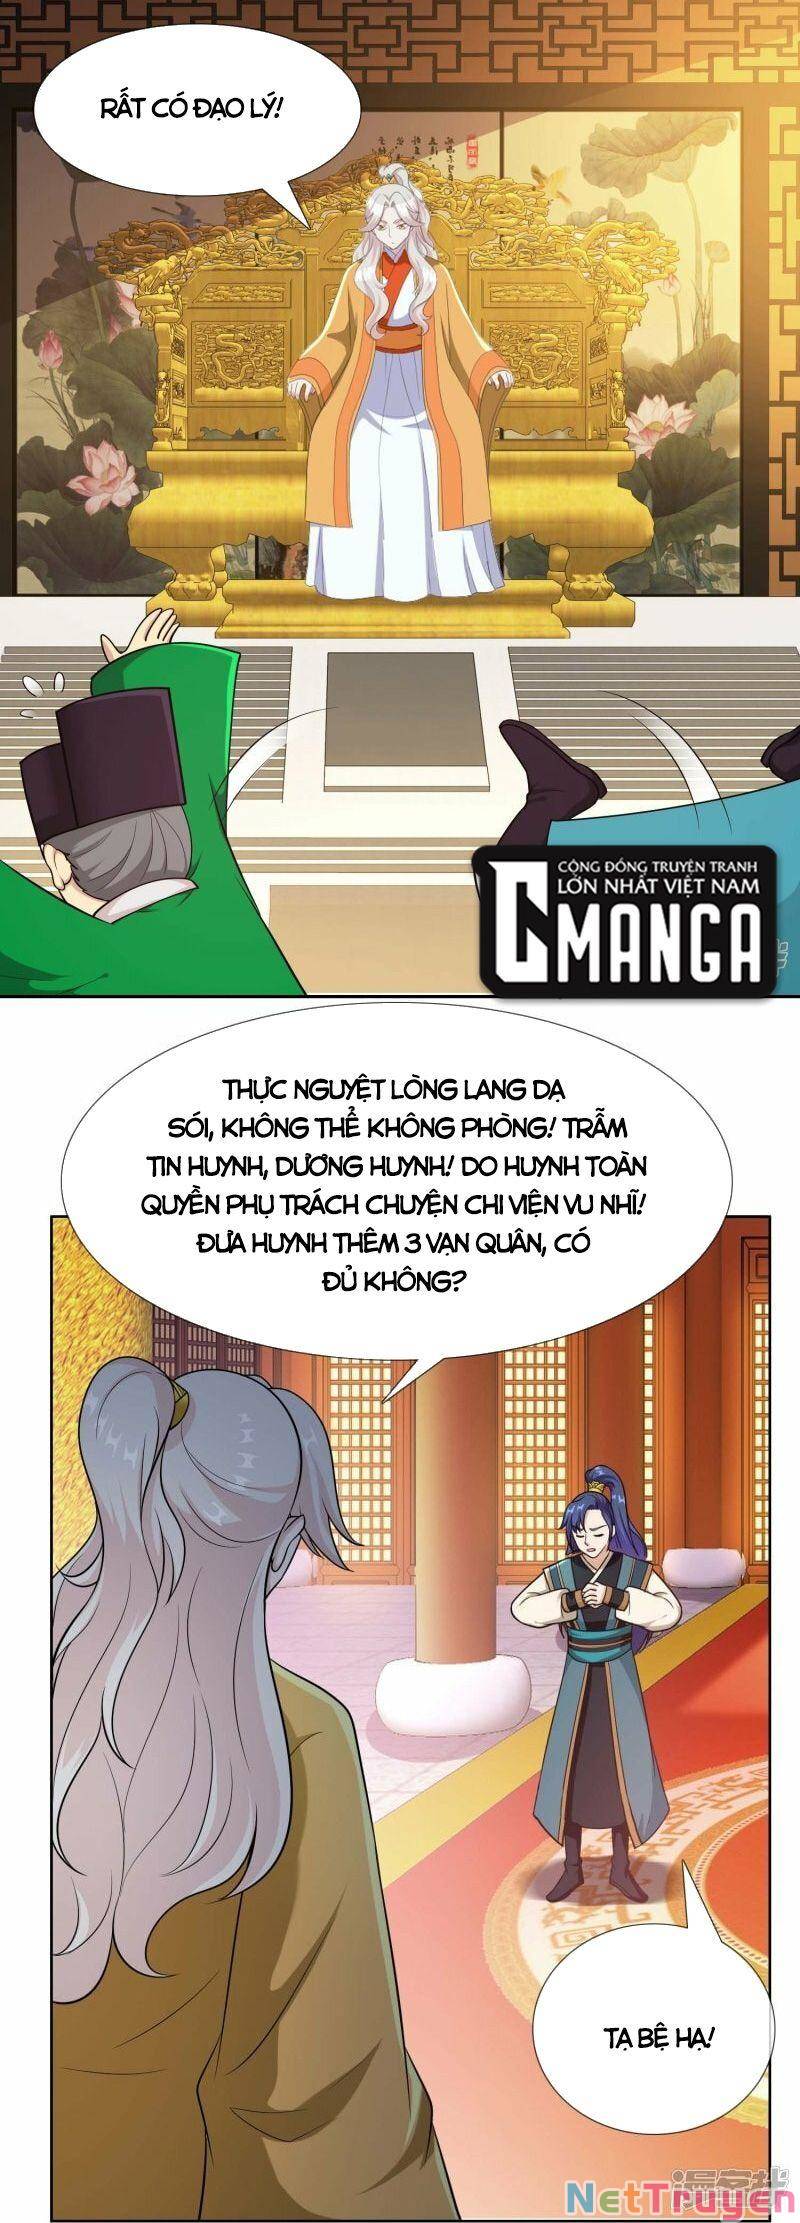 RẤT CÓ ĐẠO LÝ!
CỘNG ĐỒNG TRUYỆN TRANH
LỚN NHẤT VIỆT NAM
CMANGA
THỰC NGUYỆT LÒNG LANG DẠ
SÓI, KHÔNG THỂ KHÔNG PHÒNG! TRẪM
TIN HUYNH, DƯƠNG HUYNH! DO HUYNH TOÀN
QUYỀN PHỤ TRÁCH CHUYỆN CHI VIỆN VU NHĨ!
ĐƯA HUYNH THÊM 3 VẠN QUÂN, CÓ
ĐỦ KHÔNG?
TẠ BỆ HẠ!
NetTruyen